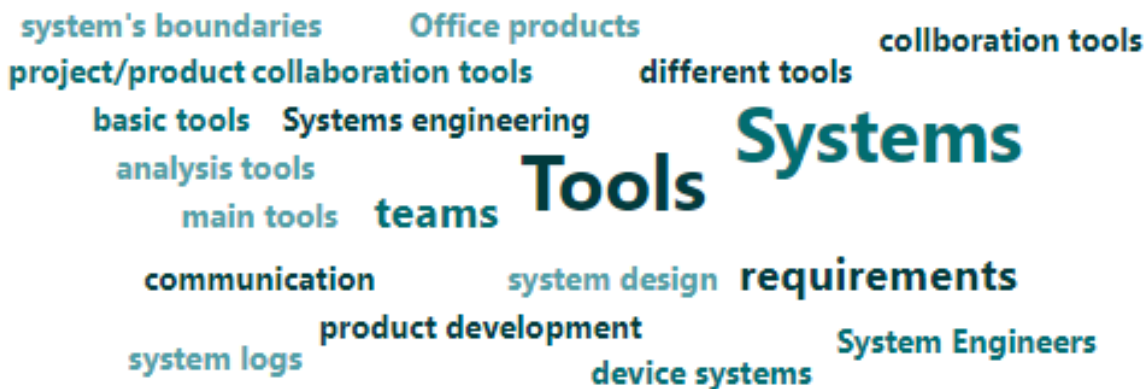 system's boundaries
Office products
collboration tools
project/product collaboration tools
different tools
basic tools
Systems engineering
Systems
analysis tools
Tools
main tools
teams
communication
system design
requirements
product development
System Engineers
system logs
device systems